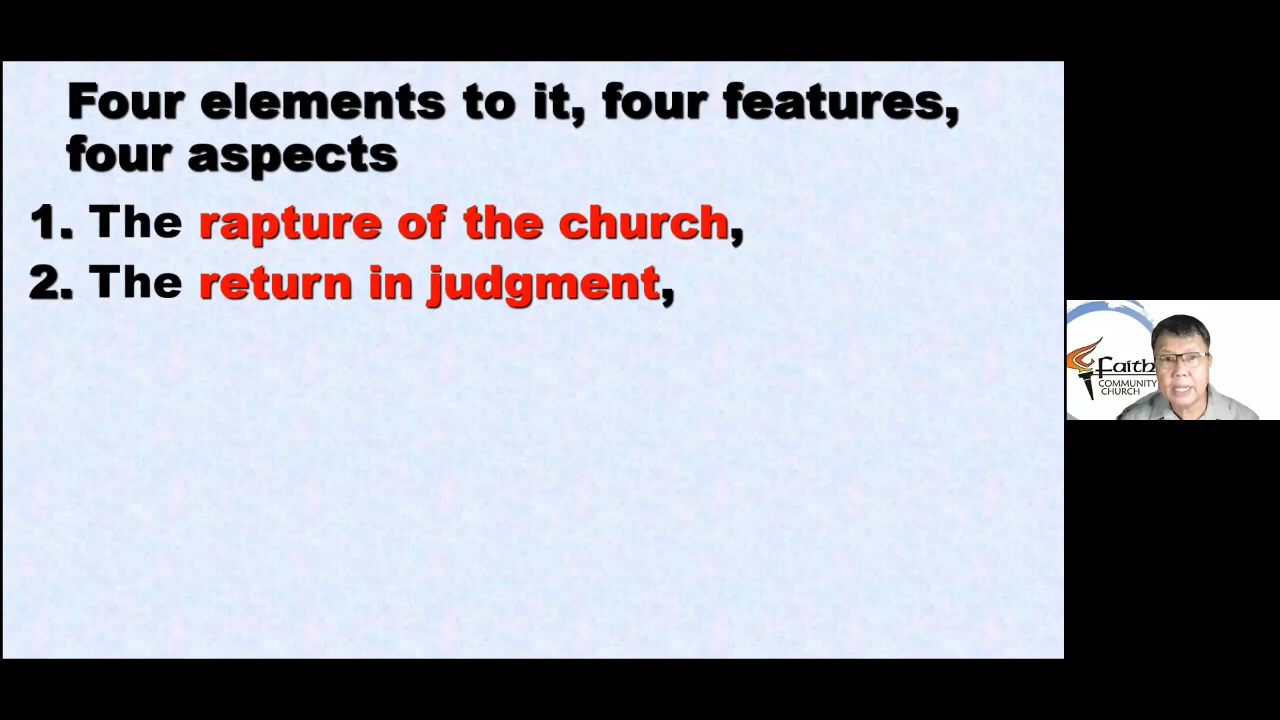 Four elements to it, four features,
four aspects
1. The rapture of the church,
2. The return in judgment,
Faith
COMMUNITY
CHURCH